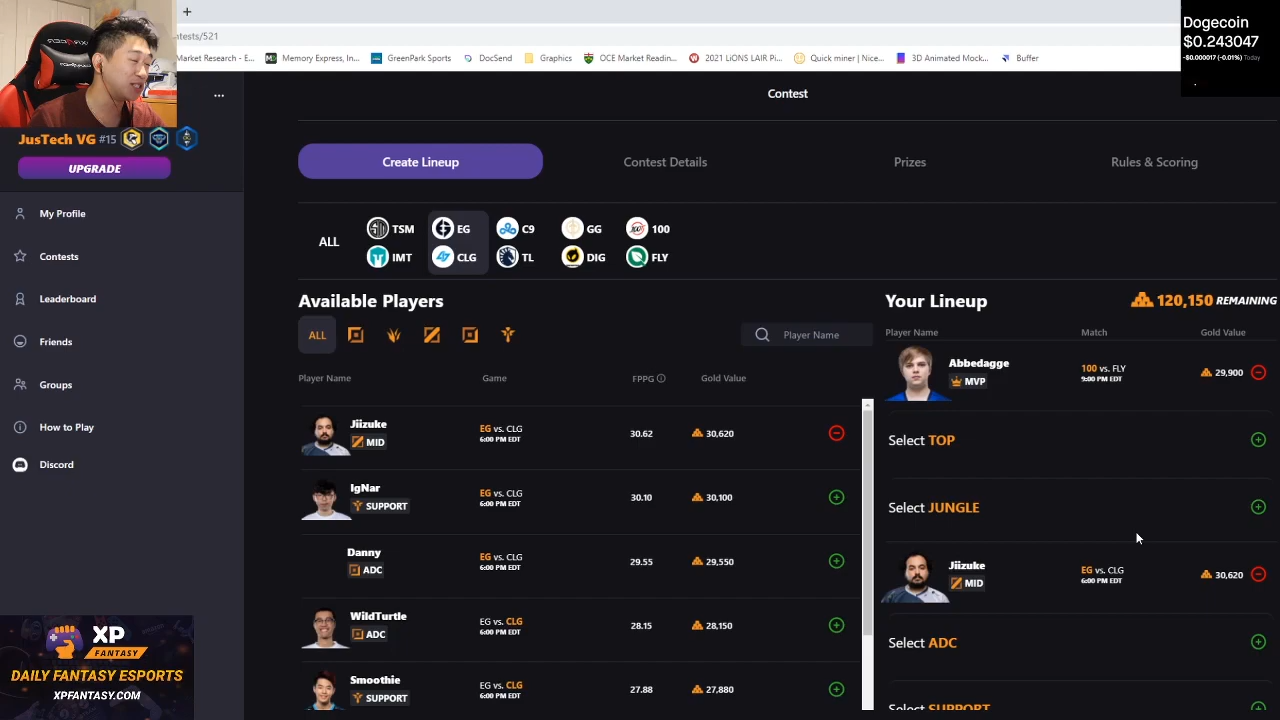 Dogecoin
$0.243047
-$0.000017 (-0.01%) Today
+
tests/521
Market Research - E...
Memory Express, In...
GreenPark Sports
DocSend
Graphics
OCE Market Readin...
2021 LiONS LAIR Pi...
Quick miner | Nice...
3D Animated Mock...
Buffer
...
JusTech VG #15
UPGRADE
My Profile
Contests
Leaderboard
Friends
Groups
How to Play
Discord
XP
FANTASY
DAILY FANTASY ESPORTS
XPFANTASY.COM
Contest
Create Lineup
Contest Details
Prizes
Rules & Scoring
ALL
TSM
EG
C9
GG
100
IMT
CLG
TL
DIG
FLY
Available Players
ALL
Player Name
Player Name
Game
FPPG
Gold Value
Jiizuke
MID
EG vs. CLG
6:00 PM EDT
30.62
30,620
IgNar
SUPPORT
EG vs. CLG
6:00 PM EDT
30.10
30,100
Danny
ADC
EG vs. CLG
6:00 PM EDT
29.55
29,550
WildTurtle
ADC
EG vs. CLG
6:00 PM EDT
28.15
28,150
Smoothie
SUPPORT
EG vs. CLG
6:00 PM EDT
27.88
27,880
Your Lineup
120,150 REMAINING
Player Name
Match
Gold Value
Abbedagge
MVP
100 vs. FLY
9:00 PM EDT
29,900
Select TOP
Select JUNGLE
Jiizuke
MID
EG vs. CLG
6:00 PM EDT
30,620
Select ADC
Select SUPPORT